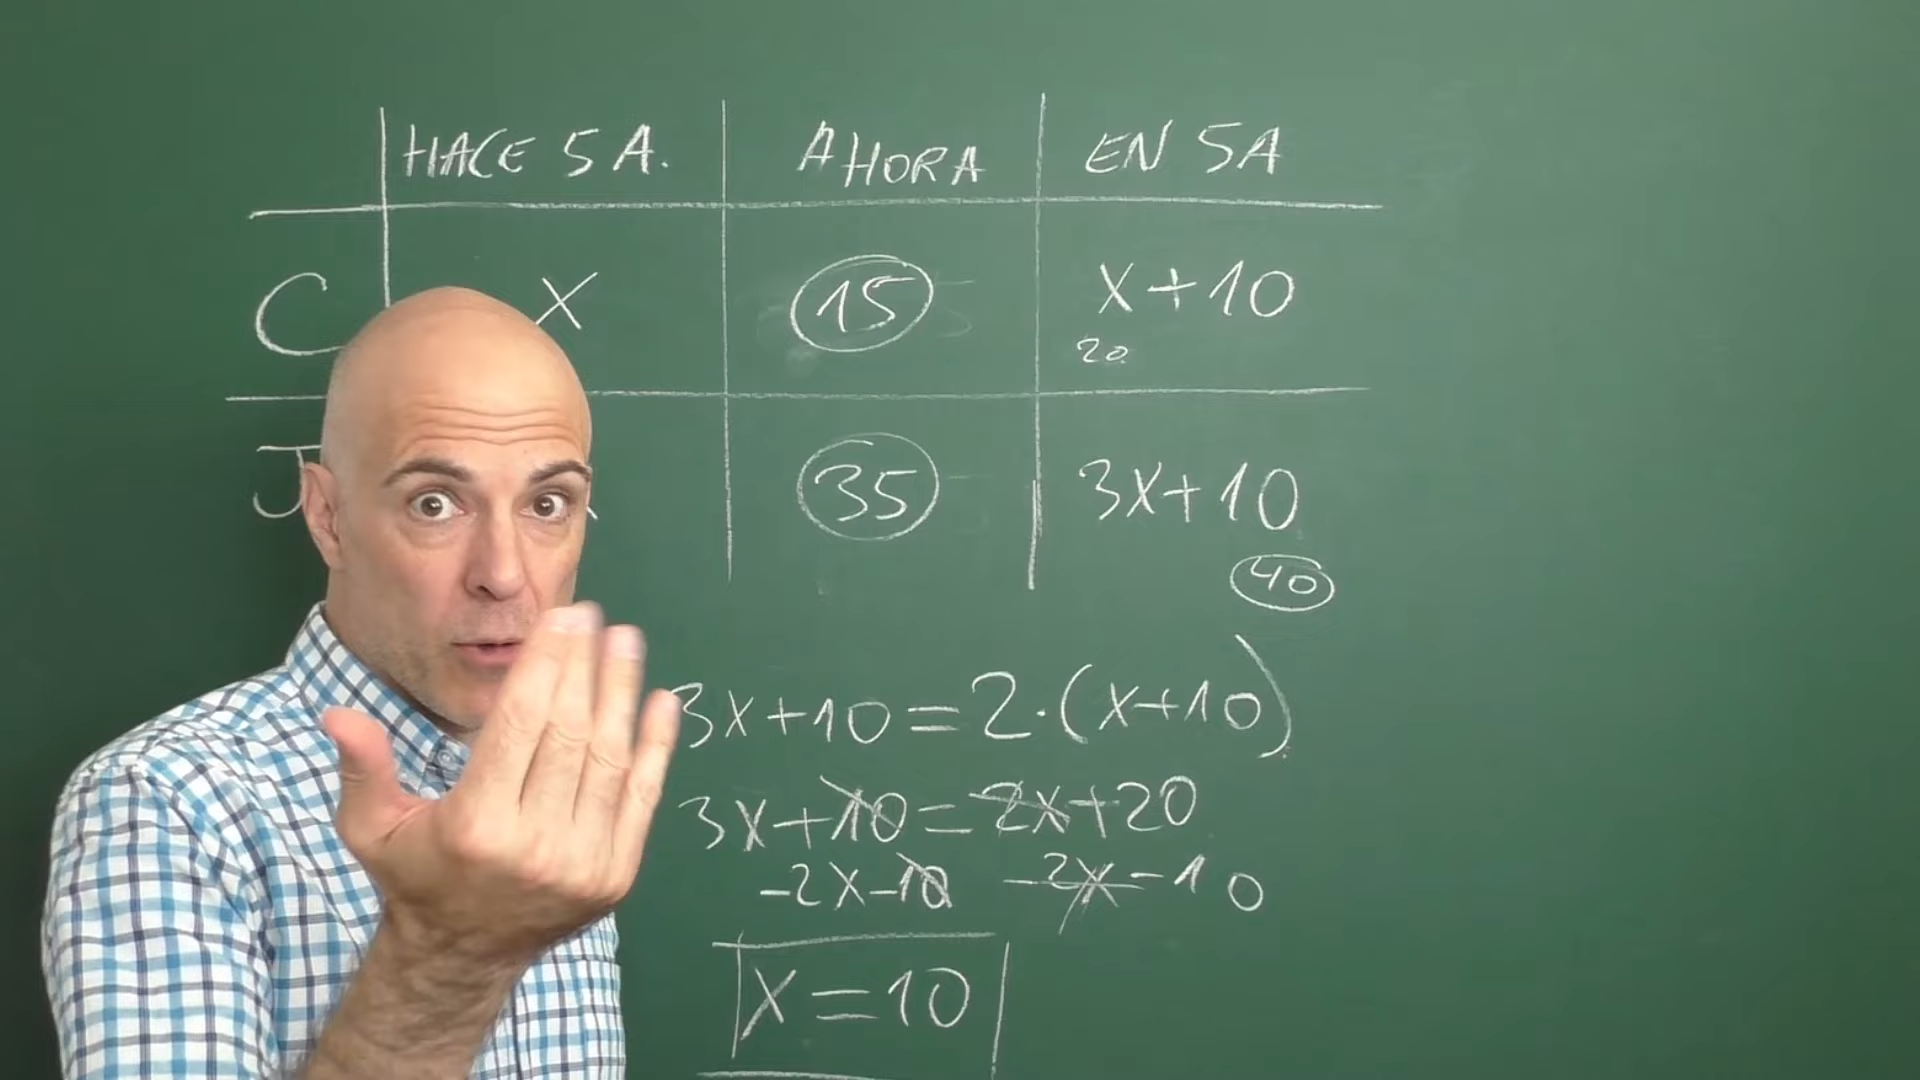 HACE 5 A. AHORA EN 5A
C X 15 X+10
20
J 35 3X+10
40
3X+10=2·(X+10)
3X+10=2X+20
-2X-10 -2X-10
X=10